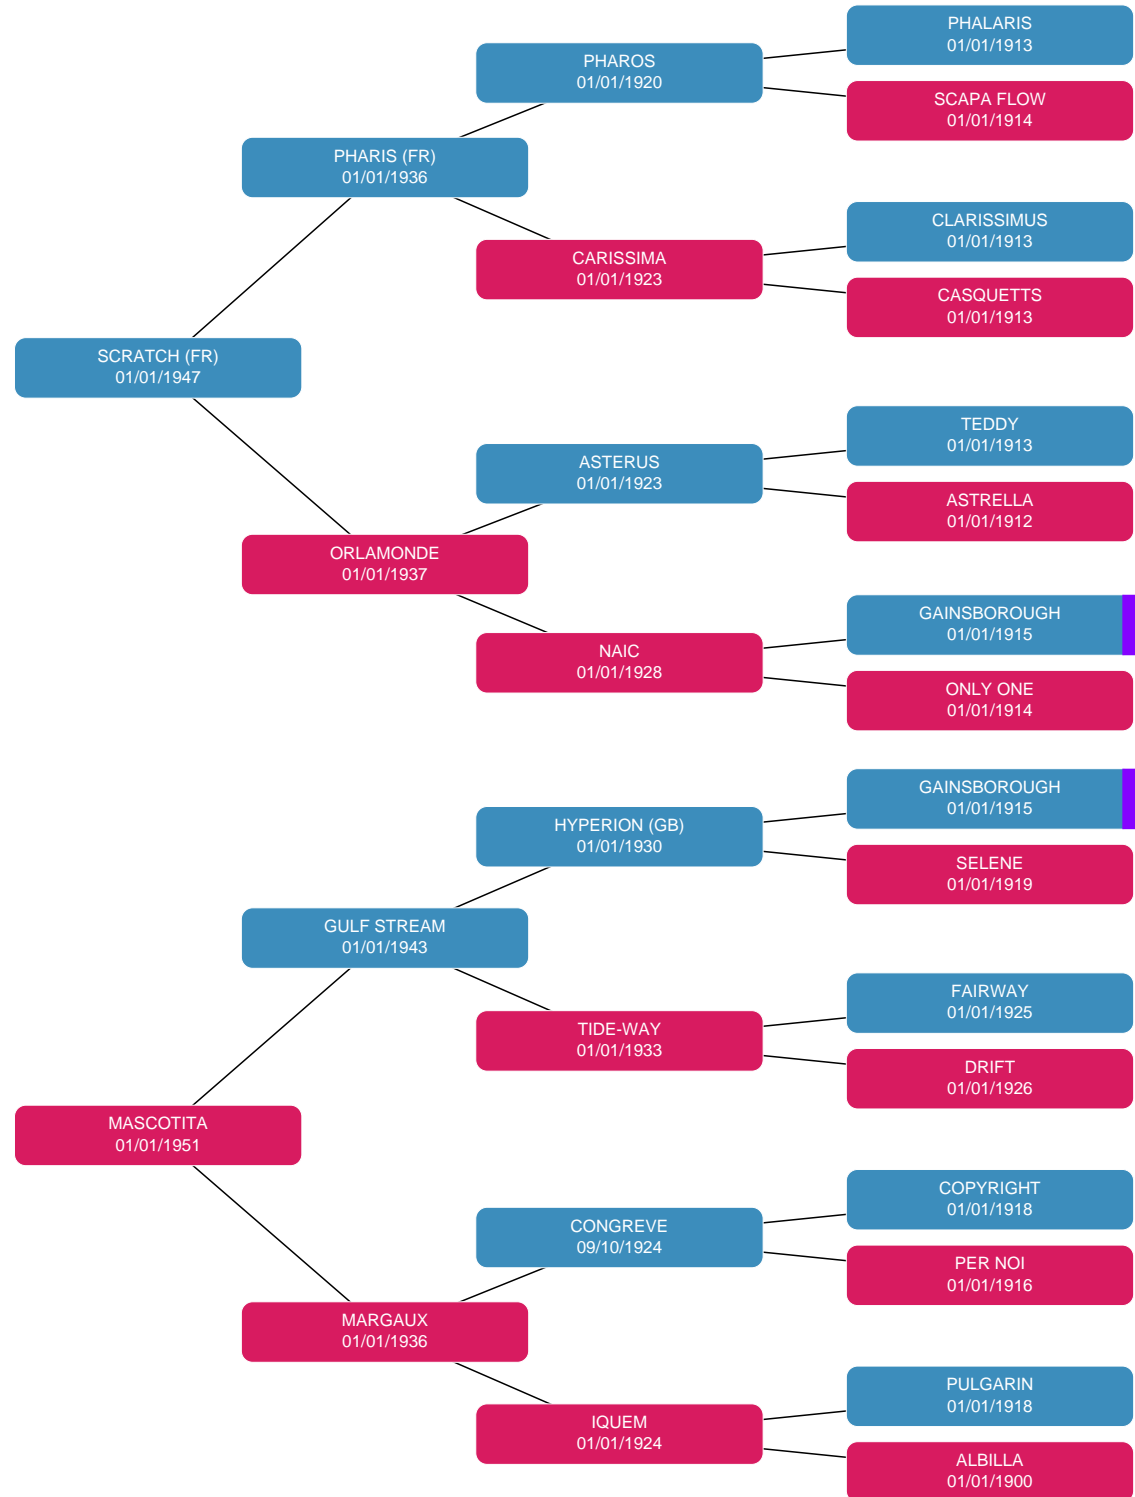 PHALARIS
01/01/1913
PHAROS
01/01/1920
SCAPA FLOW
01/01/1914
PHARIS (FR)
01/01/1936
CLARISSIMUS
01/01/1913
CARISSIMA
01/01/1923
CASQUETTS
01/01/1913
SCRATCH (FR)
01/01/1947
TEDDY
01/01/1913
ASTERUS
01/01/1923
ASTRELLA
01/01/1912
ORLAMONDE
01/01/1937
GAINSBOROUGH
01/01/1915
NAIC
01/01/1928
ONLY ONE
01/01/1914
GAINSBOROUGH
01/01/1915
HYPERION (GB)
01/01/1930
SELENE
01/01/1919
GULF STREAM
01/01/1943
FAIRWAY
01/01/1925
TIDE-WAY
01/01/1933
DRIFT
01/01/1926
MASCOTITA
01/01/1951
COPYRIGHT
01/01/1918
CONGREVE
09/10/1924
PER NOI
01/01/1916
MARGAUX
01/01/1936
PULGARIN
01/01/1918
IQUEM
01/01/1924
ALBILLA
01/01/1900